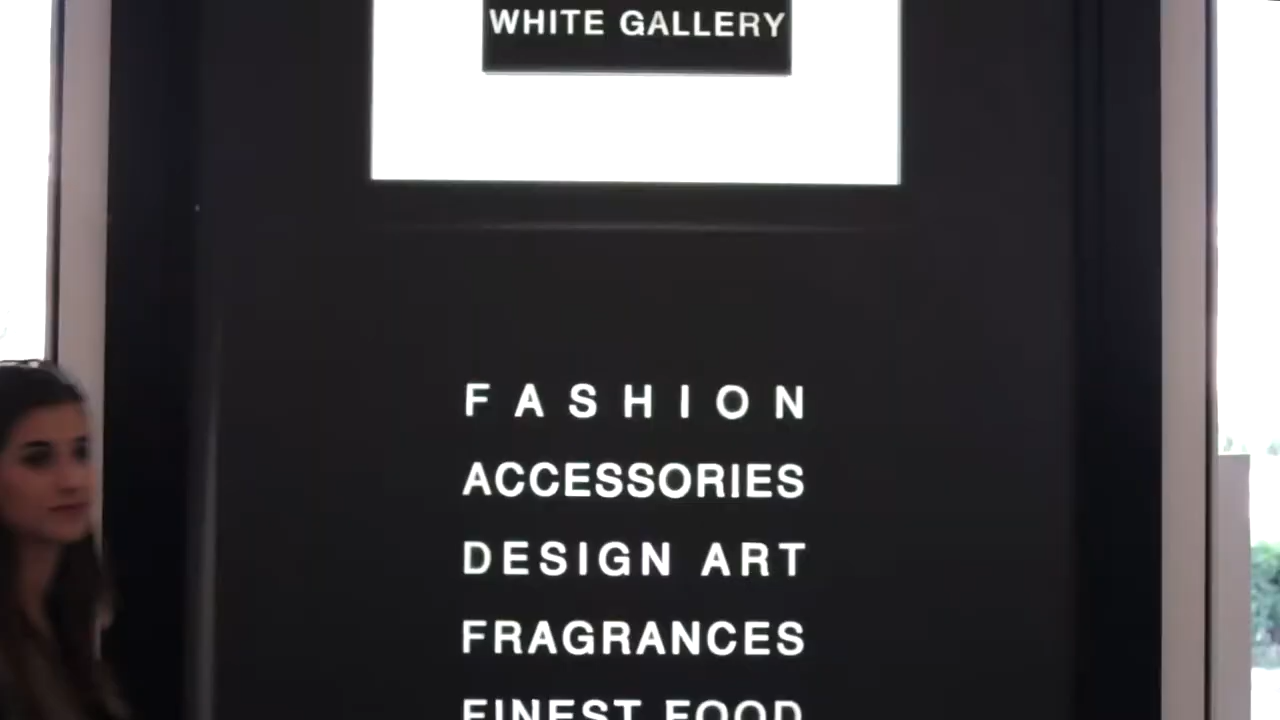 WHITE GALLERY
FASHION
ACCESSORIES
DESIGN ART
FRAGRANCES
FINEST FOOD